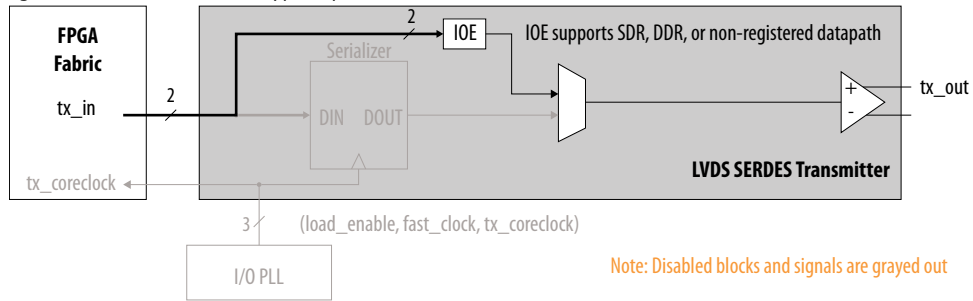 FPGA
Fabric
tx_in
2
2
IOE
IOE supports SDR, DDR, or non-registered datapath
Serializer
DIN DOUT
+
-
tx_out
LVDS SERDES Transmitter
tx_coreclock
3
(load_enable, fast_clock, tx_coreclock)
I/O PLL
Note: Disabled blocks and signals are grayed out